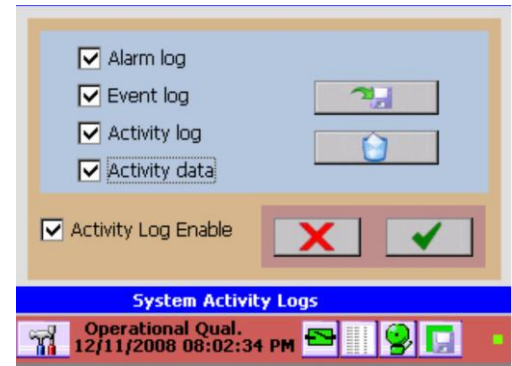 Alarm log
Event log
Activity log
Activity data
Activity Log Enable
System Activity Logs
Operational Qual.
12/11/2008 08:02:34 PM